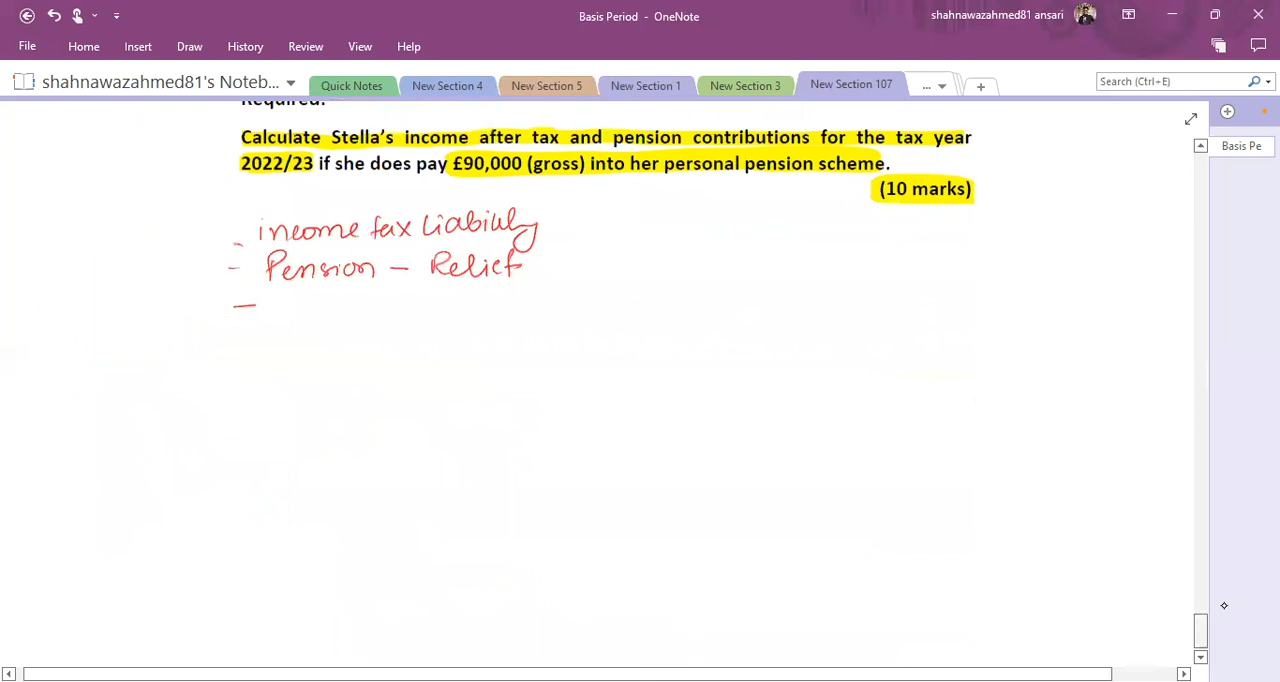 Basis Period - OneNote
shahnawazahmed81 ansari
File Home Insert Draw History Review View Help
shahnawazahmed81's Noteb... Quick Notes New Section 4 New Section 5 New Section 1 New Section 3 New Section 107 ... + Search (Ctrl+E)
Required:
Calculate Stella's income after tax and pension contributions for the tax year
2022/23 if she does pay £90,000 (gross) into her personal pension scheme.
(10 marks)
- income tax Liability
- Pension - Relief
-
Basis Pe